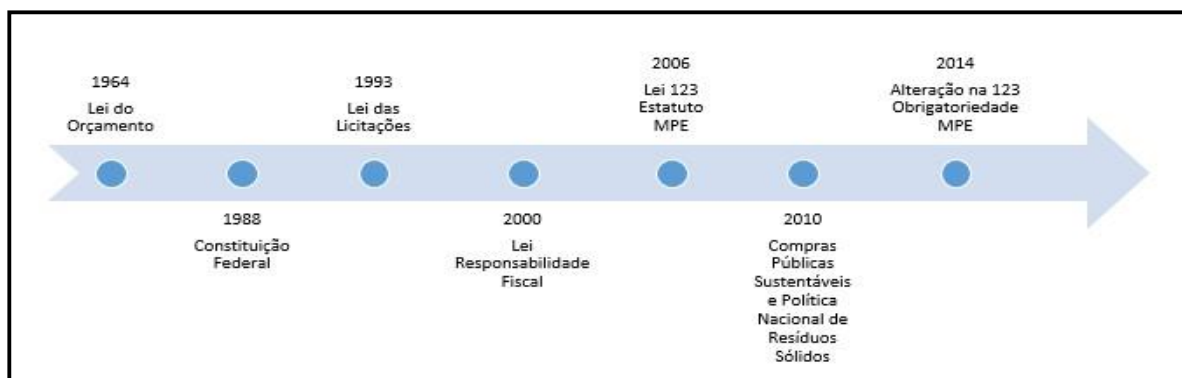 1964
Lei do
Orçamento
1988
Constituição
Federal
1993
Lei das
Licitações
2000
Lei
Responsabilidade
Fiscal
2006
Lei 123
Estatuto
MPE
2010
Compras
Públicas
Sustentáveis
e Política
Nacional de
Resíduos
Sólidos
2014
Alteração na 123
Obrigatoriedade
MPE